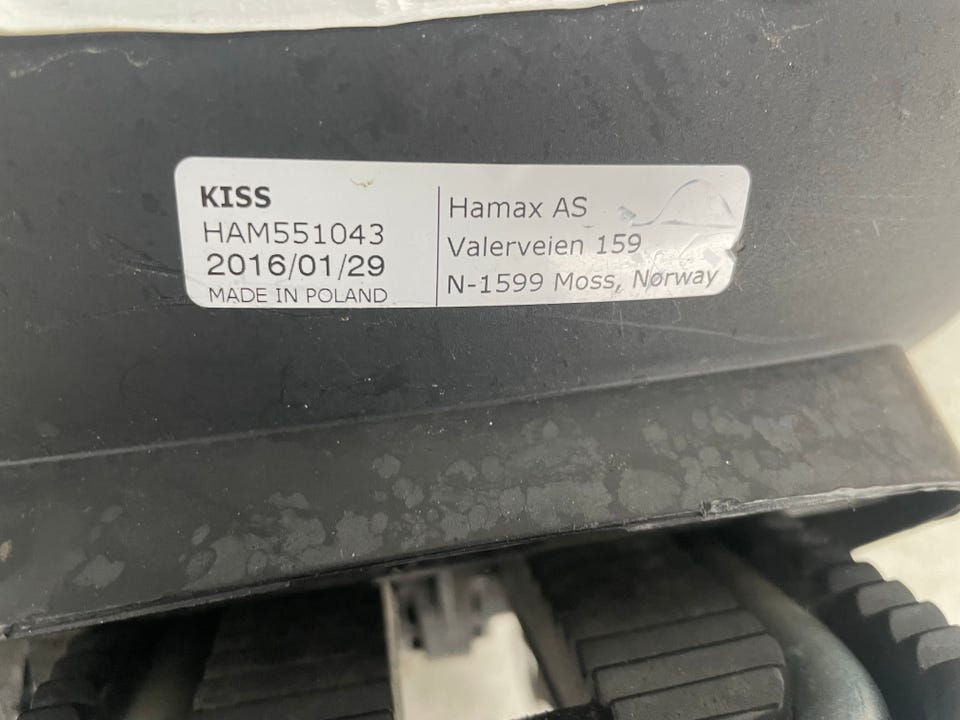 KISS
HAM551043
2016/01/29
MADE IN POLAND
Hamax AS
Valerveien 159
N-1599 Moss, Norway